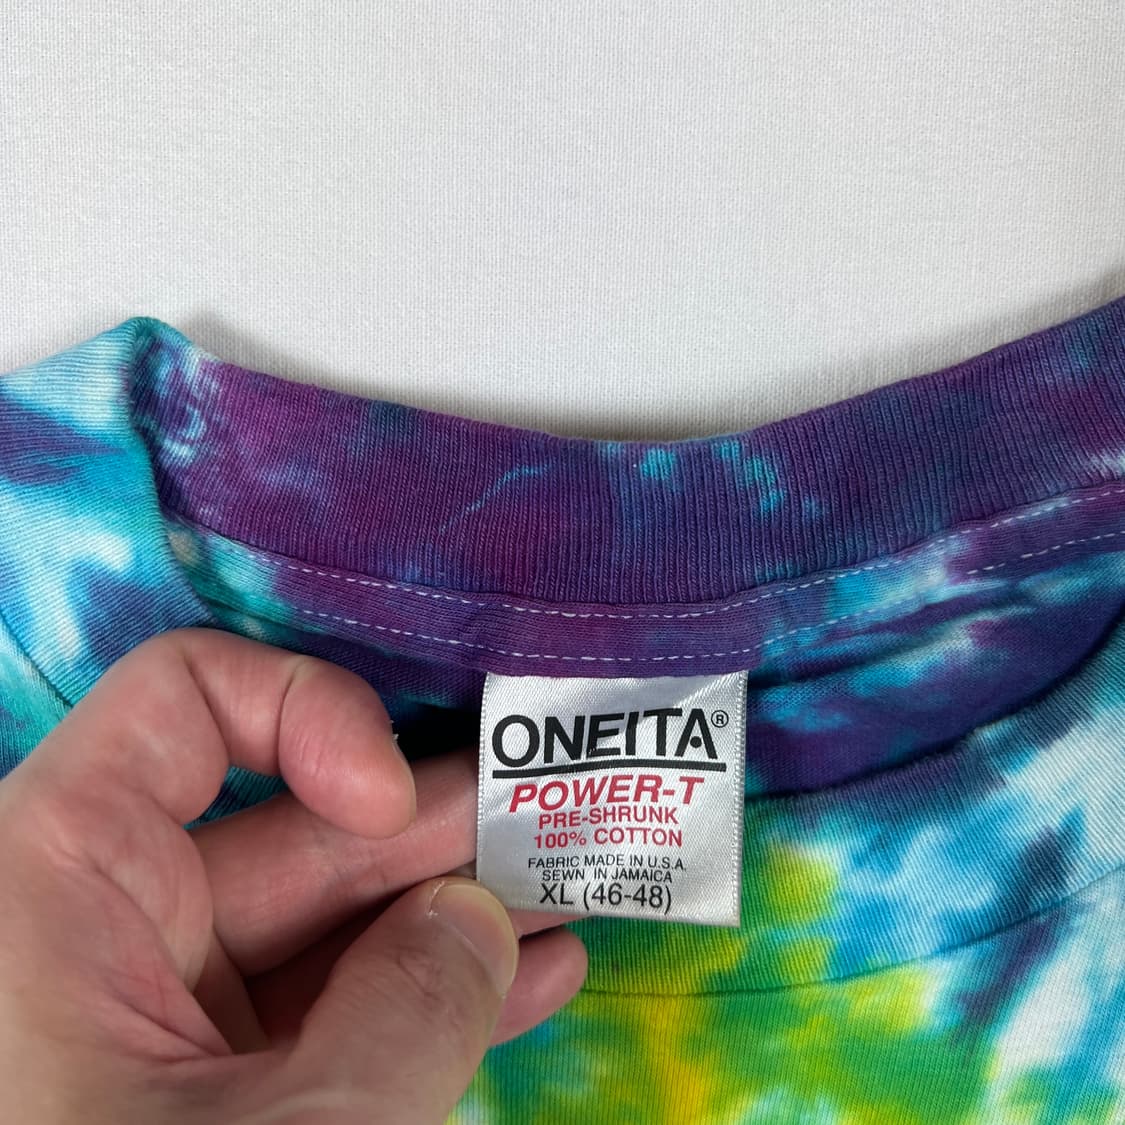 ONEITA®
POWER-T
PRE-SHRUNK
100% COTTON
FABRIC MADE IN U.S.A.
SEWN IN JAMAICA
XL (46-48)